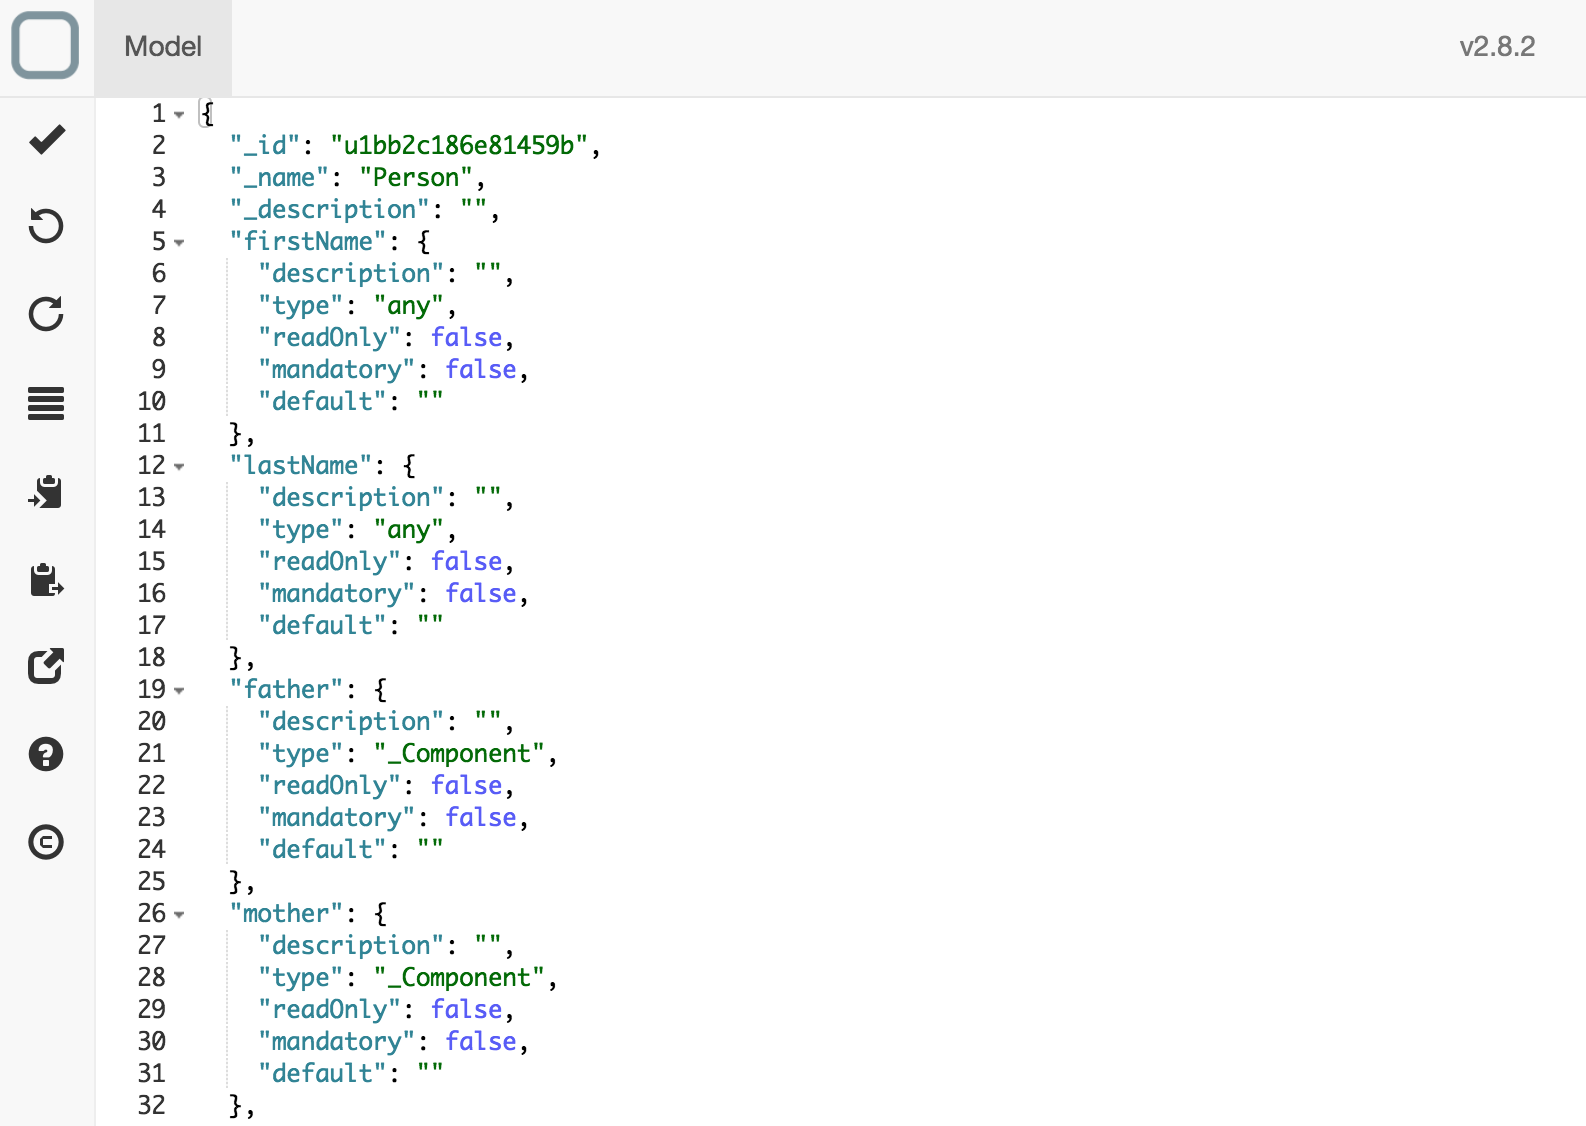 Model
v2.8.2
1 {
2 "_id": "u1bb2c186e81459b",
3 "_name": "Person",
4 "_description": "",
5 "firstName": {
6 "description": "",
7 "type": "any",
8 "readOnly": false,
9 "mandatory": false,
10 "default": ""
11 },
12 "lastName": {
13 "description": "",
14 "type": "any",
15 "readOnly": false,
16 "mandatory": false,
17 "default": ""
18 },
19 "father": {
20 "description": "",
21 "type": "_Component",
22 "readOnly": false,
23 "mandatory": false,
24 "default": ""
25 },
26 "mother": {
27 "description": "",
28 "type": "_Component",
29 "readOnly": false,
30 "mandatory": false,
31 "default": ""
32 },